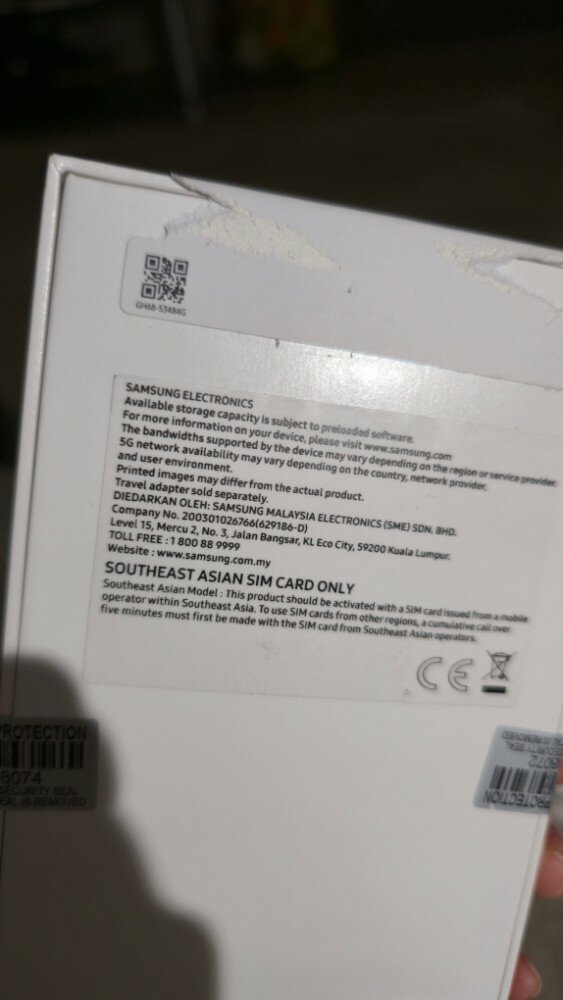 GH68-53484G
SAMSUNG ELECTRONICS
Available storage capacity is subject to preloaded software.
For more information on your device, please visit www.samsung.com
The bandwidths supported by the device may vary depending on the region or service provider.
5G network availability may vary depending on the country, network provider,
and user environment.
Printed images may differ from the actual product.
Travel adapter sold separately.
DIEDARKAN OLEH: SAMSUNG MALAYSIA ELECTRONICS (SME) SDN. BHD.
Company No. 200301026766(629186-D)
Level 15, Mercu 2, No. 3, Jalan Bangsar, KL Eco City, 59200 Kuala Lumpur.
TOLL FREE : 1 800 88 9999
Website : www.samsung.com.my
SOUTHEAST ASIAN SIM CARD ONLY
Southeast Asian Model : This product should be activated with a SIM card issued from a mobile
operator within Southeast Asia. To use SIM cards from other regions, a cumulative call over
five minutes must first be made with the SIM card from Southeast Asian operators.
CE
PROTECTION
8074
SECURITY SEAL
EAL IS REMOVED
PROTECTION
8072
SECURITY SEAL
EAL IS REMOVED